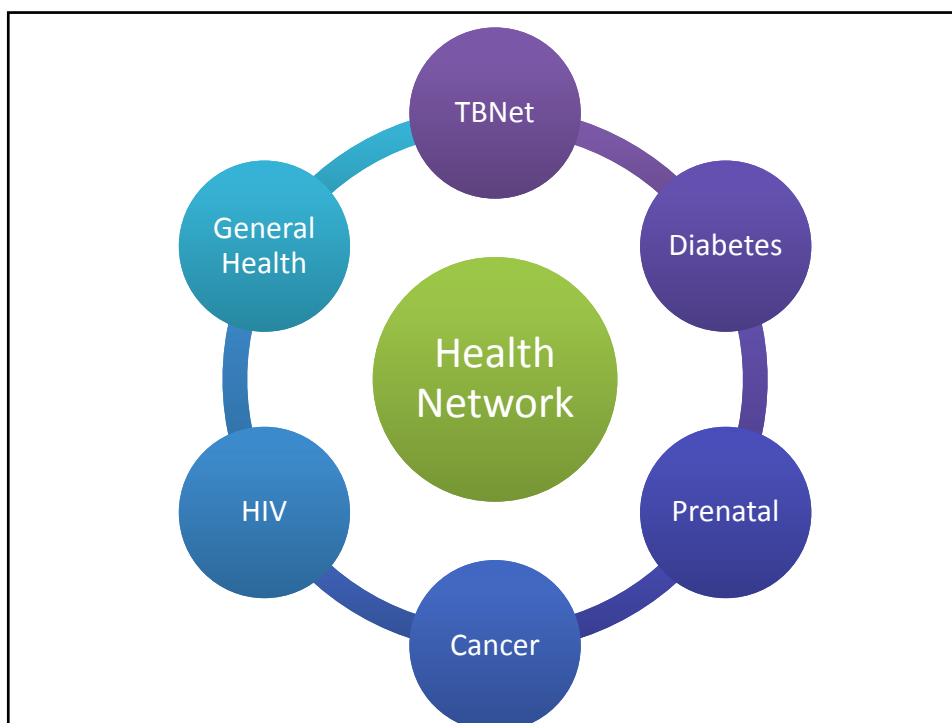 TBNet
General
Health
Diabetes
Health
Network
HIV
Prenatal
Cancer